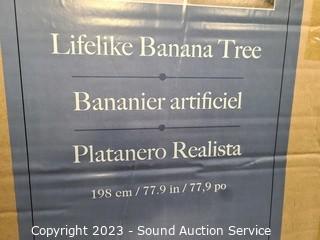 Lifelike Banana Tree
Bananier artificiel
Platanero Realista
198 cm / 77.9 in / 77,9 po
Copyright 2023 - Sound Auction Service